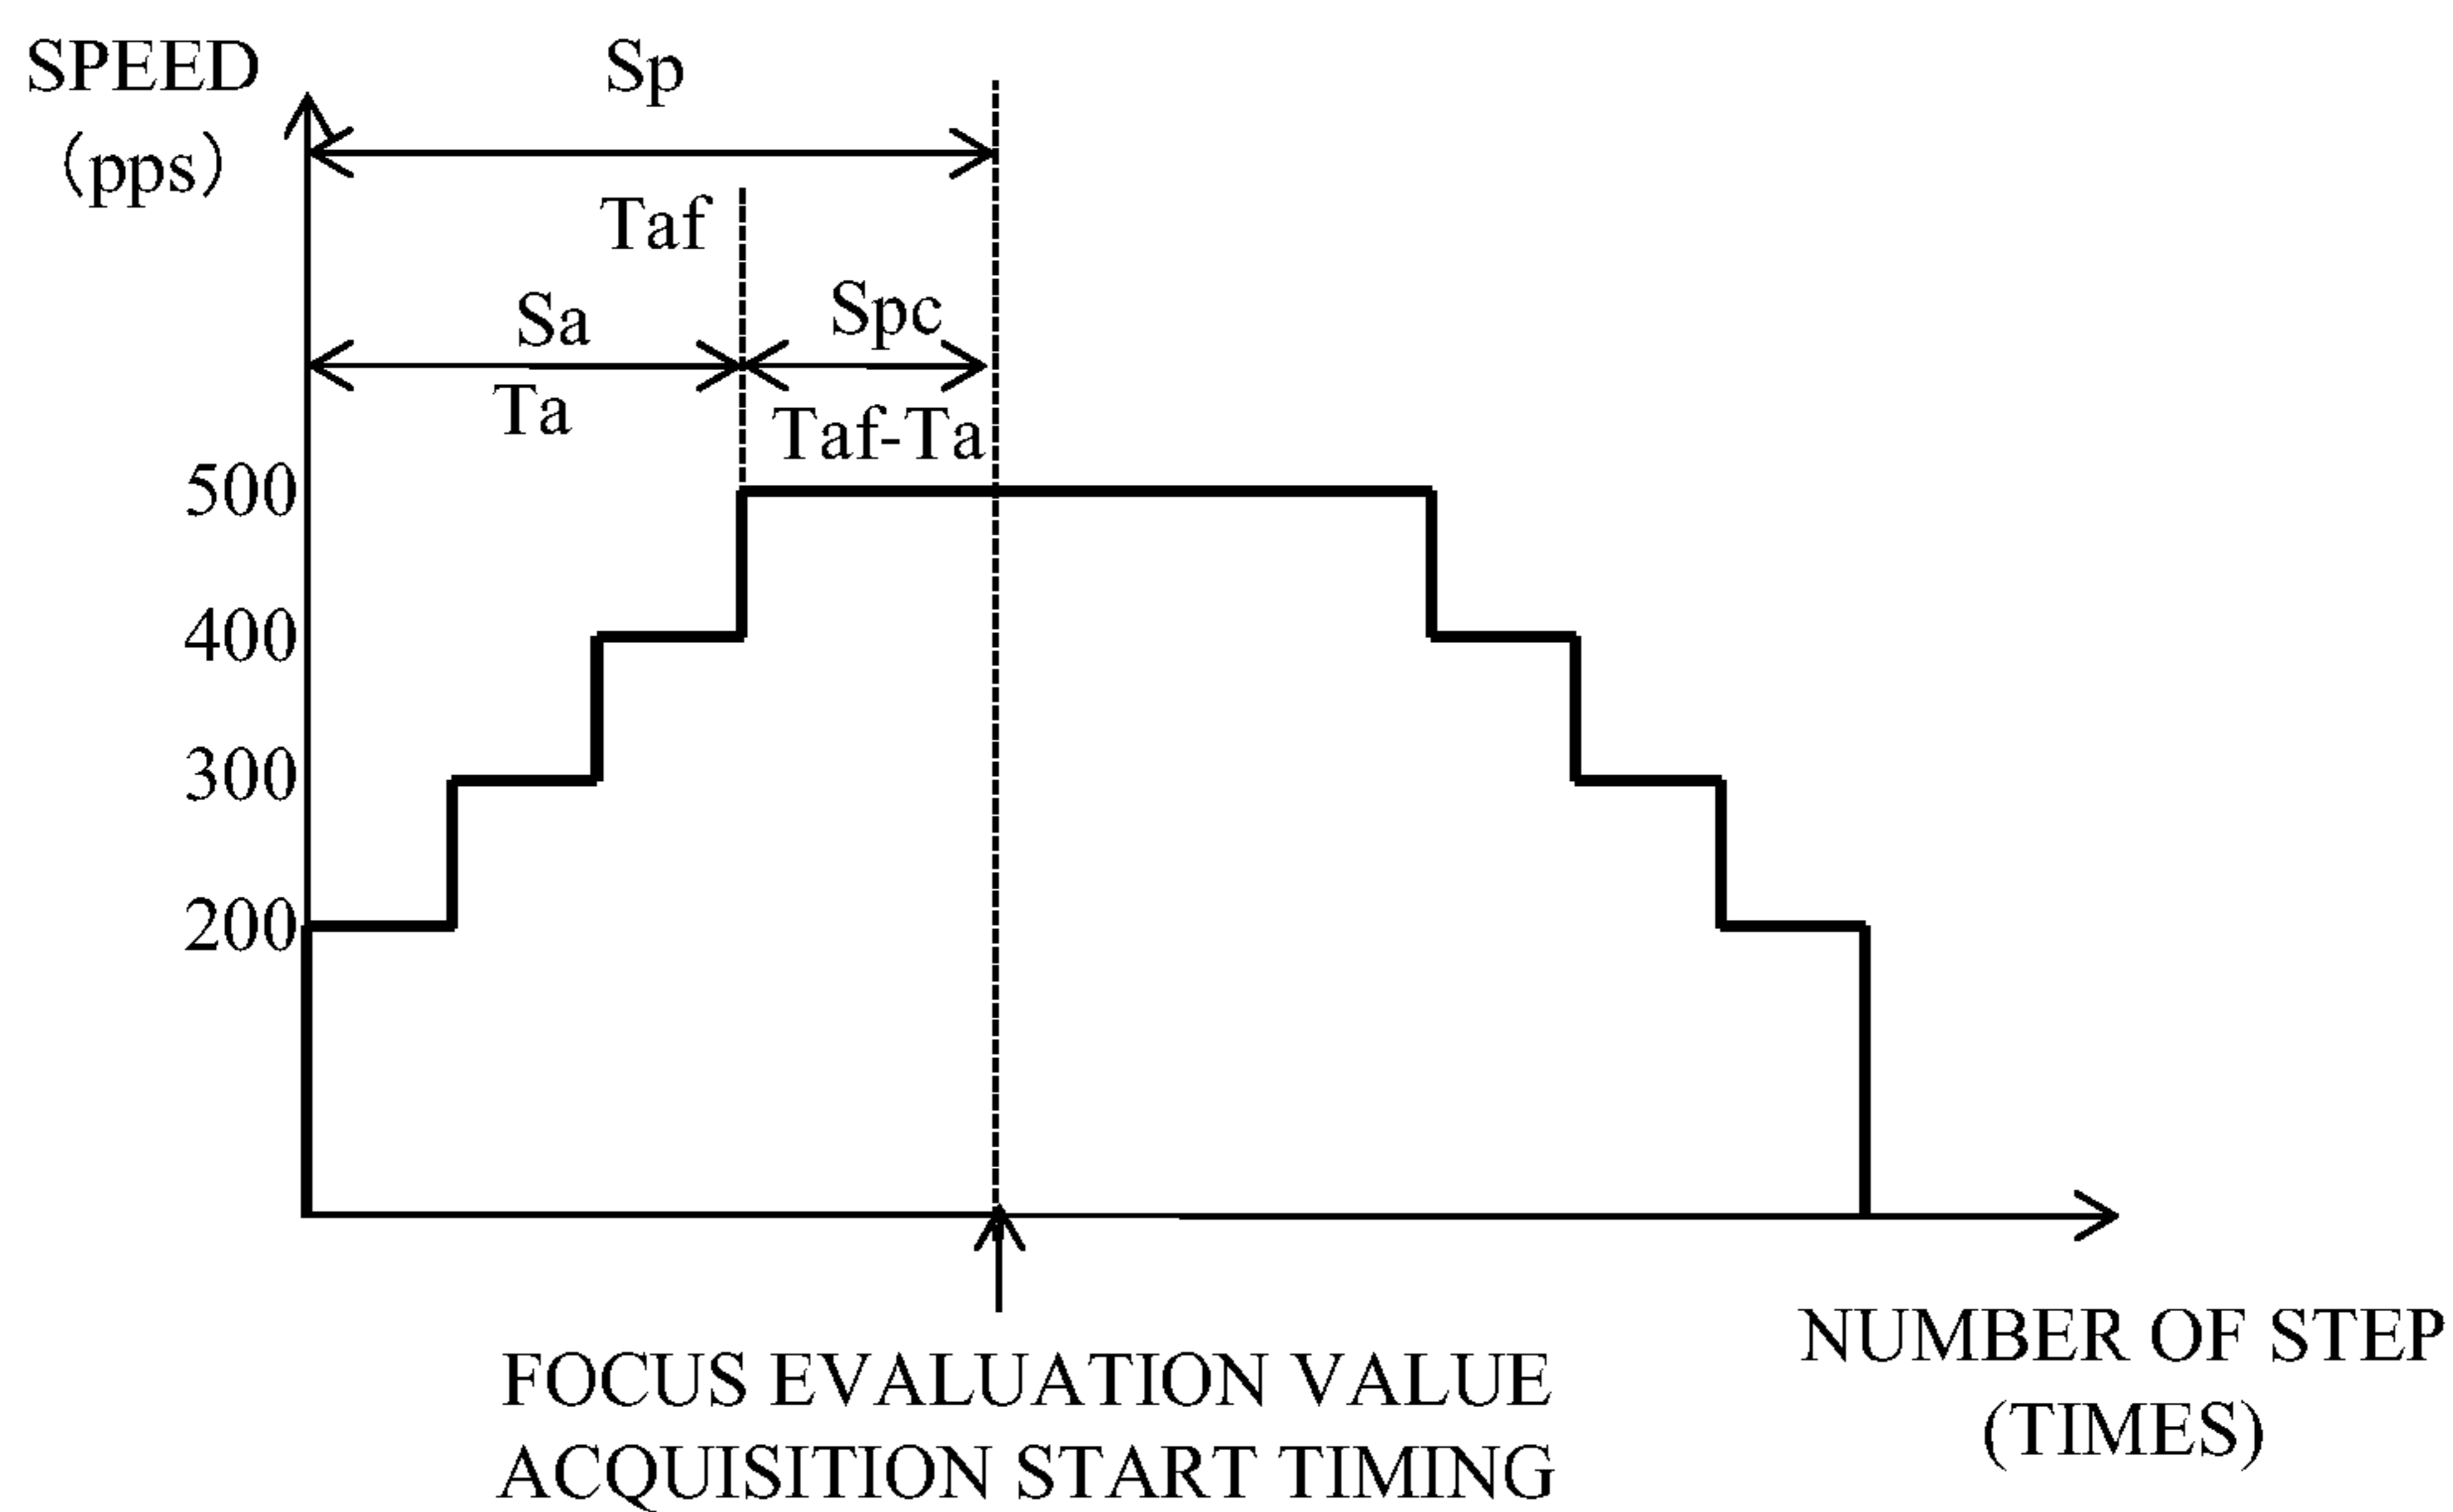 SPEED
(pps)
Sp
Taf
Sa
Spc
Ta
Taf-Ta
500
400
300
200
FOCUS EVALUATION VALUE
ACQUISITION START TIMING
NUMBER OF STEP
(TIMES)